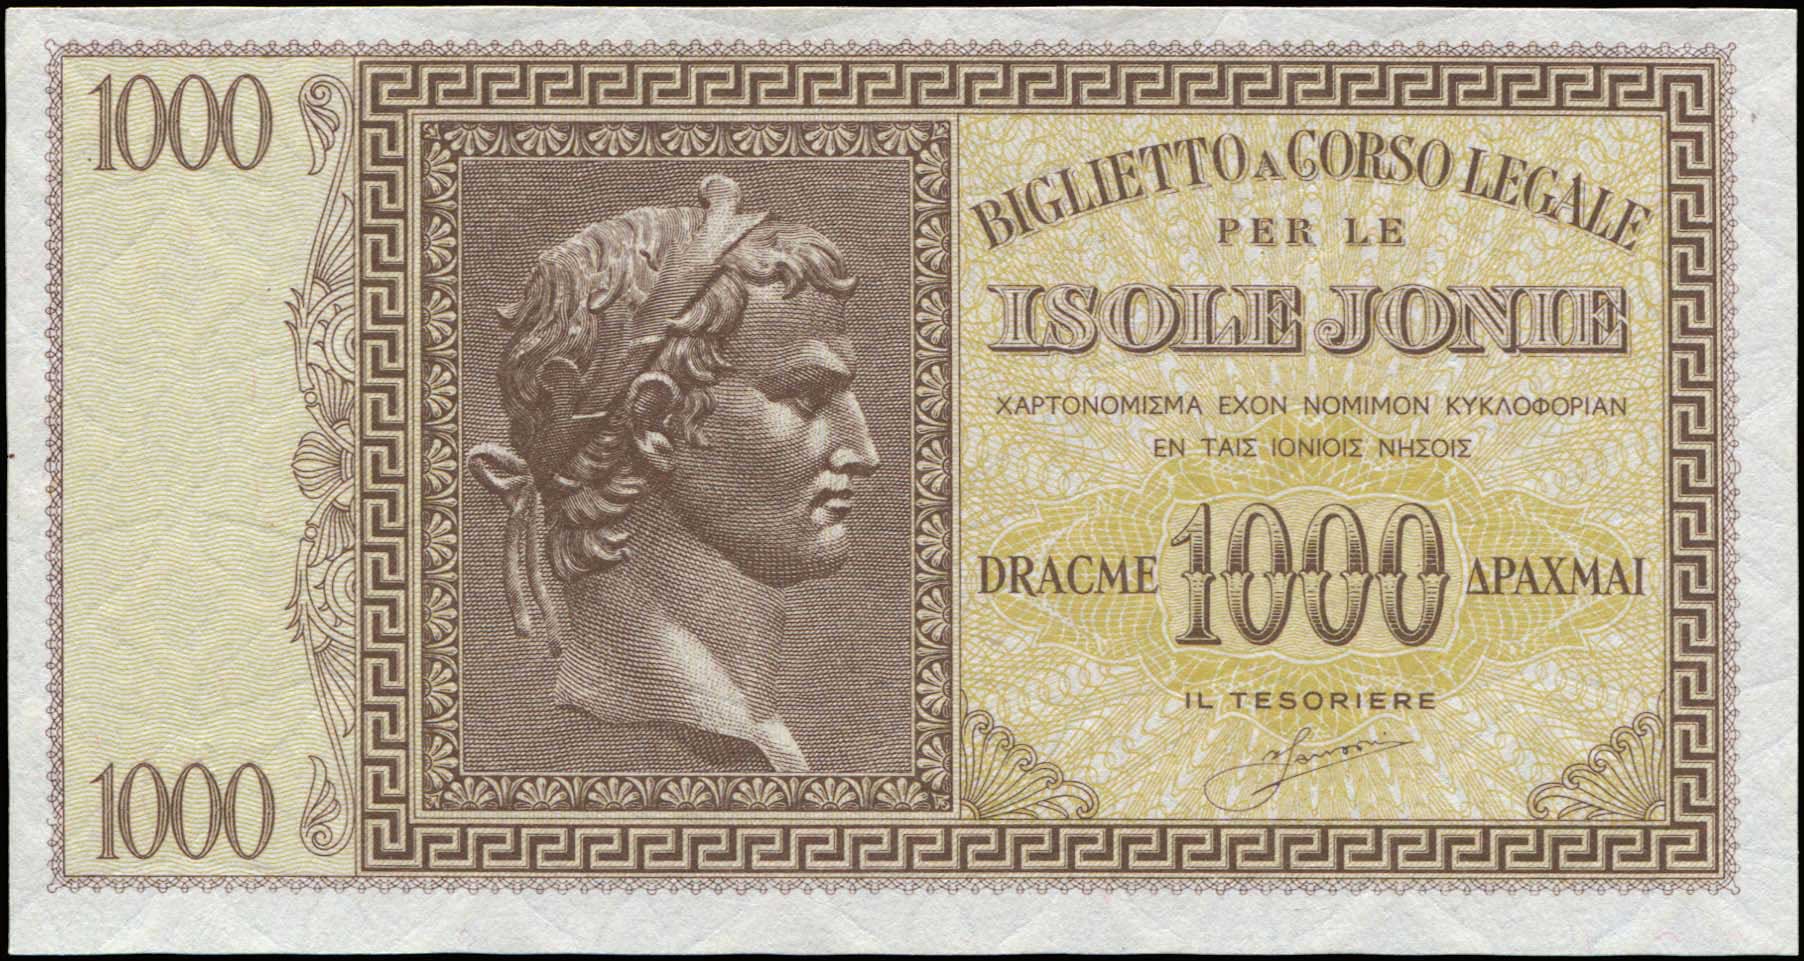 1000
BIGLIETTO A CORSO LEGALE
PER LE
ISOLE JONIE
ΧΑΡΤΟΝΟΜΙΣΜΑ ΕΧΟΝ ΝΟΜΙΜΟΝ ΚΥΚΛΟΦΟΡΙΑΝ
ΕΝ ΤΑΙΣ ΙΟΝΙΟΙΣ ΝΗΣΟΙΣ
DRACME 1000 ΔΡΑΧΜΑΙ
IL TESORIERE
1000